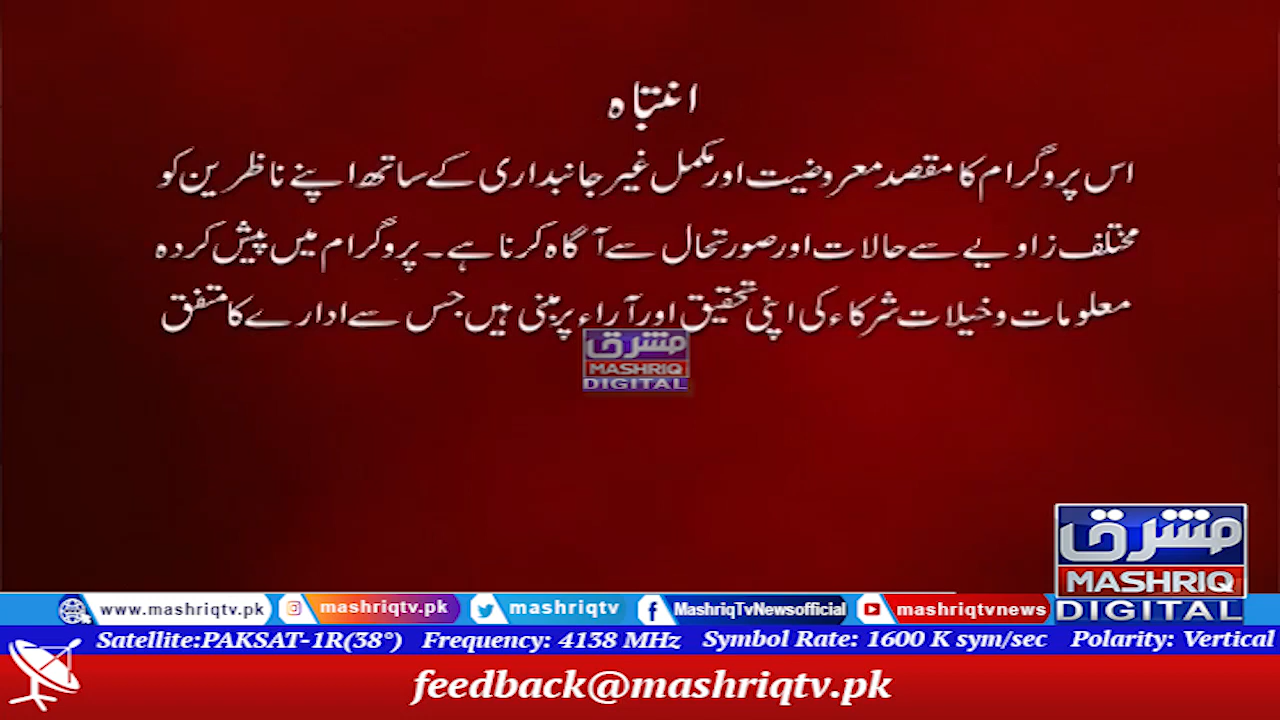 انتباہ
اس پروگرام کا مقصد معروضیت اور مکمل غیر جانبداری کے ساتھ اپنے ناظرین کو
مختلف زاویے سے حالات اور صورتحال سے آگاہ کرنا ہے۔ پروگرام میں پیش کردہ
معلومات و خیلات شرکاء کی اپنی تحقیق اور آراء پر مبنی ہیں جس سے ادارے کا متفق
مشرق
MASHRIQ
DIGITAL
مشرق
MASHRIQ
DIGITAL
www.mashriqtv.pk mashriqtv.pk mashriqtv MashriqTvNewsofficial mashriqtvnews
Satellite:PAKSAT-1R(38°) Frequency: 4138 MHz Symbol Rate: 1600 K sym/sec Polarity: Vertical
feedback@mashriqtv.pk